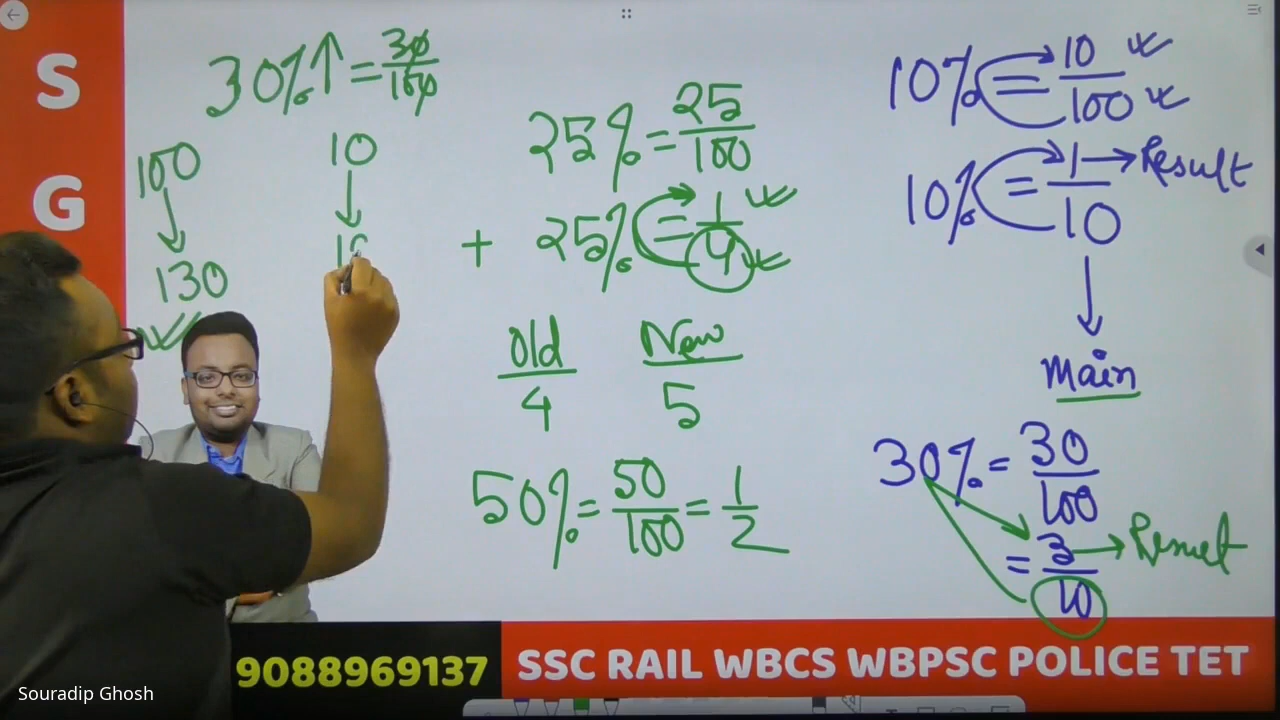 S
G
30%↑ = 30/100
100
130
10
25% = 25/100
+ 25% = 1/4
Old New
4 5
50% = 50/100 = 1/2
10% = 10/100
10% = 1/10 → Result
Main
30% = 30/100
= 3/10 → Result
9088969137
SSC RAIL WBCS WBPSC POLICE TET
Souradip Ghosh